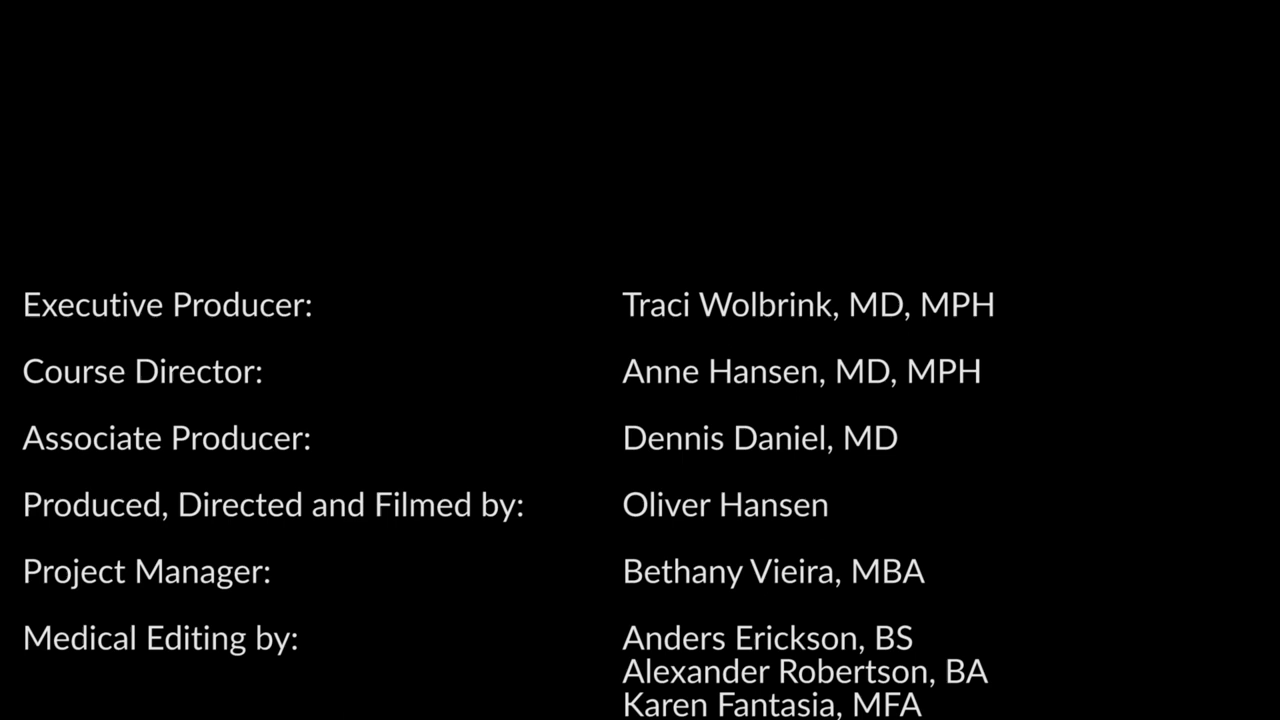 Executive Producer: Traci Wolbrink, MD, MPH
Course Director: Anne Hansen, MD, MPH
Associate Producer: Dennis Daniel, MD
Produced, Directed and Filmed by: Oliver Hansen
Project Manager: Bethany Vieira, MBA
Medical Editing by: Anders Erickson, BS
Alexander Robertson, BA
Karen Fantasia, MFA